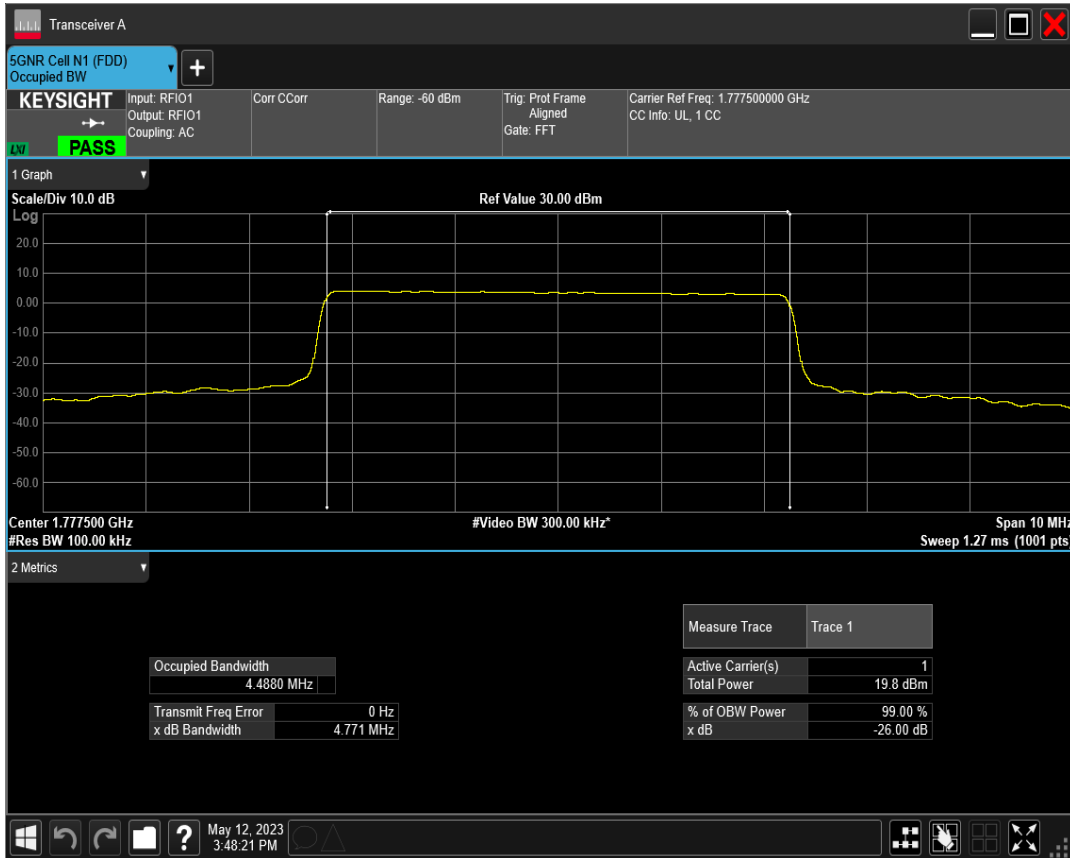 Transceiver A
5GNR Cell N1 (FDD)
Occupied BW
+
KEYSIGHT
LXI
PASS
Input: RFIO1
Output: RFIO1
Coupling: AC
Corr CCorr
Range: -60 dBm
Trig: Prot Frame
Aligned
Gate: FFT
Carrier Ref Freq: 1.777500000 GHz
CC Info: UL, 1 CC
1 Graph
Scale/Div 10.0 dB
Ref Value 30.00 dBm
Log
20.0
10.0
0.00
-10.0
-20.0
-30.0
-40.0
-50.0
-60.0
Center 1.777500 GHz
#Video BW 300.00 kHz*
Span 10 MHz
#Res BW 100.00 kHz
Sweep 1.27 ms (1001 pts)
2 Metrics
Measure Trace Trace 1
Occupied Bandwidth
4.4880 MHz
Active Carrier(s) 1
Total Power 19.8 dBm
Transmit Freq Error 0 Hz
x dB Bandwidth 4.771 MHz
% of OBW Power 99.00 %
x dB -26.00 dB
?
May 12, 2023
3:48:21 PM